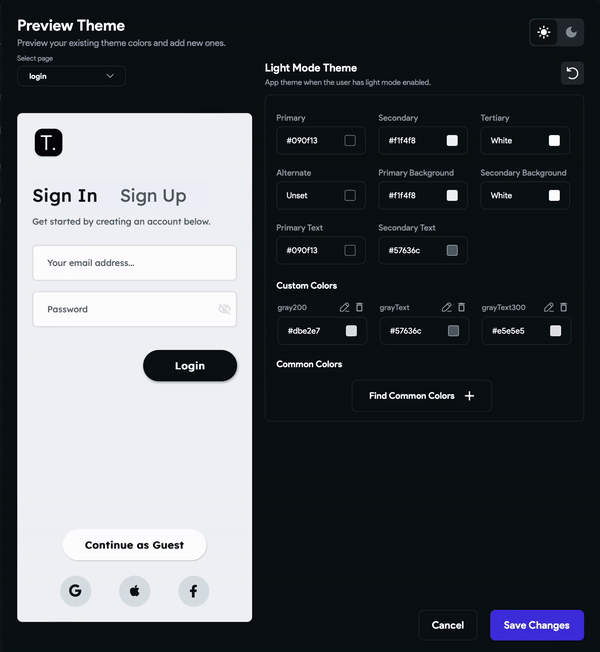 Preview Theme
Preview your existing theme colors and add new ones.
Select page
login
T.
Sign In Sign Up
Get started by creating an account below.
Your email address...
Password
Login
Continue as Guest
G
Light Mode Theme
App theme when the user has light mode enabled.
Primary Secondary Tertiary
#090f13 #f1f4f8 White
Alternate Primary Background Secondary Background
Unset #f1f4f8 White
Primary Text Secondary Text
#090f13 #57636c
Custom Colors
gray200 grayText grayText300
#dbe2e7 #57636c #e5e5e5
Common Colors
Find Common Colors
Cancel Save Changes